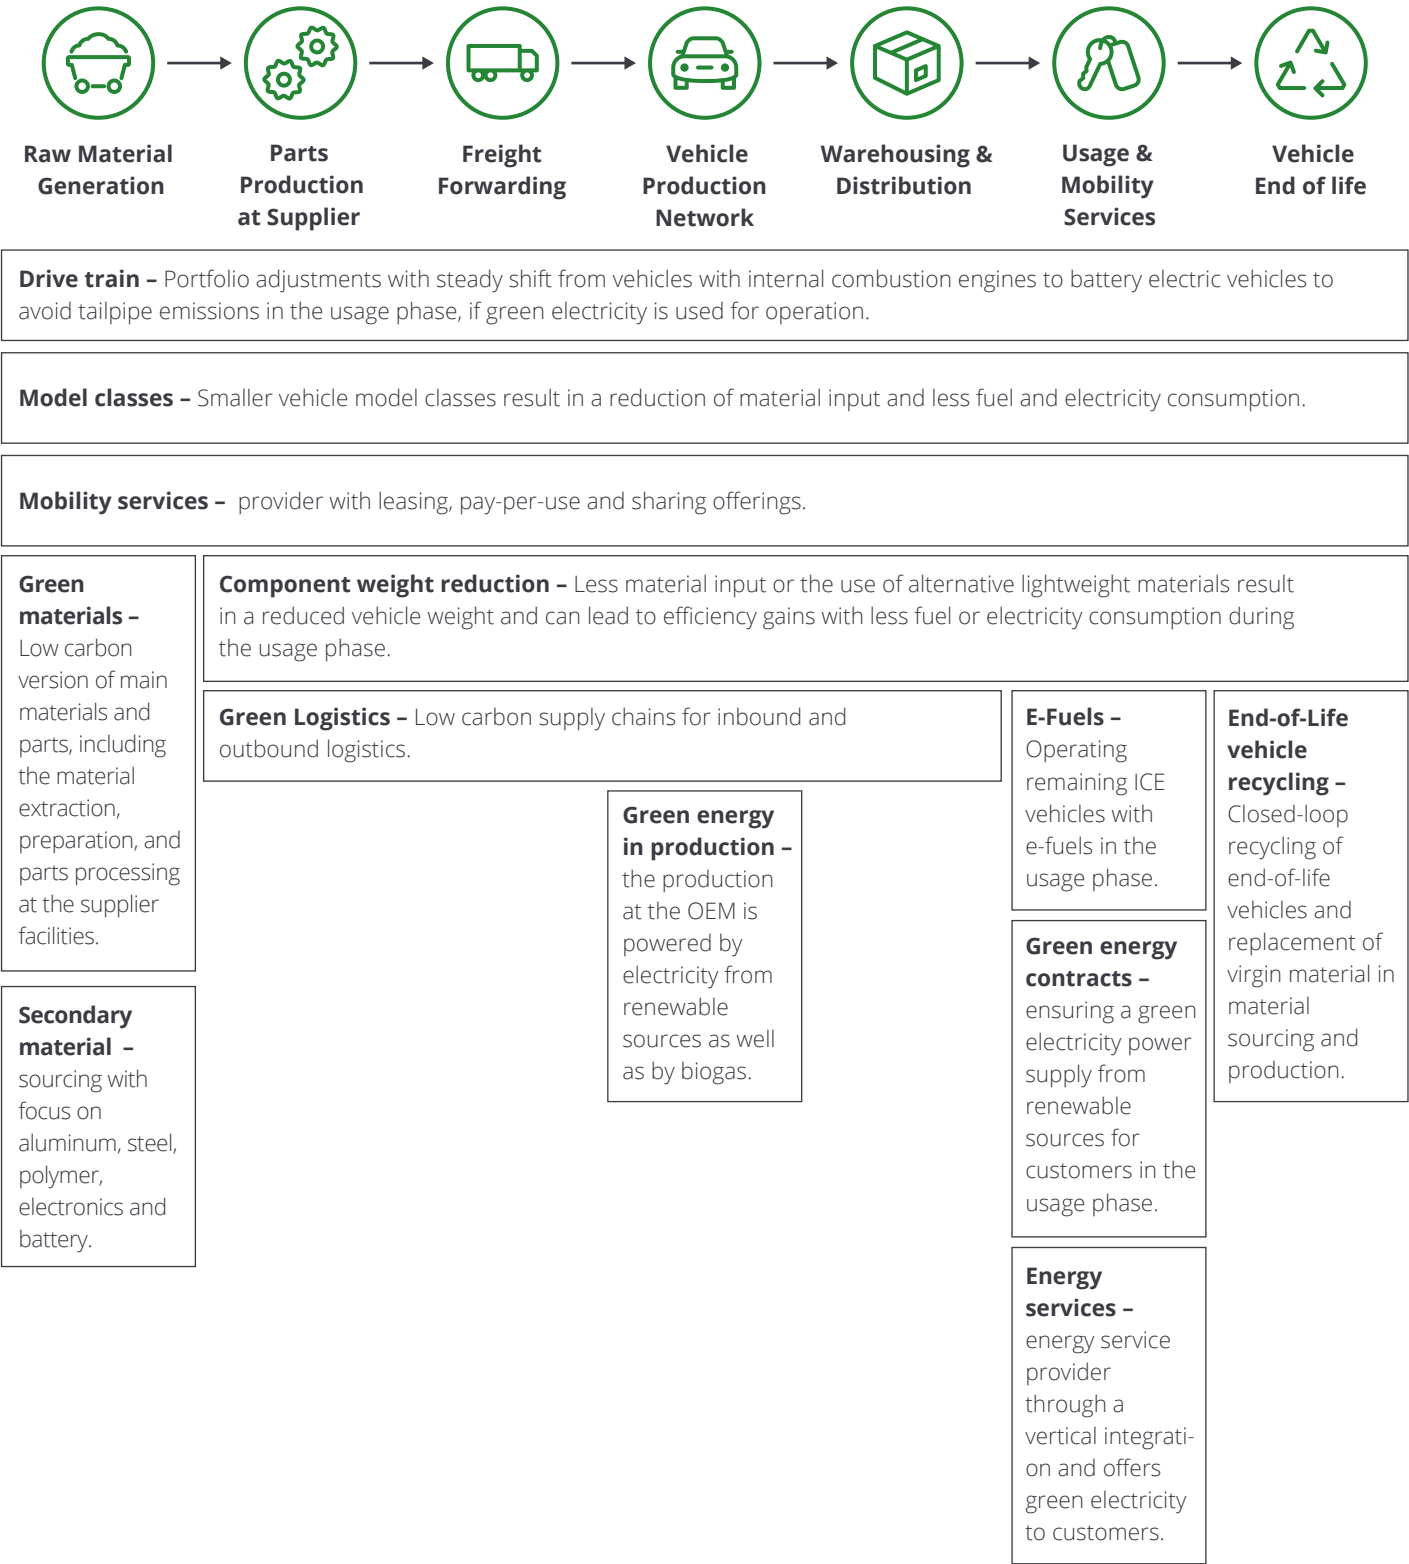 Raw Material
Generation
Parts
Production
at Supplier
Freight
Forwarding
Vehicle
Production
Network
Warehousing &
Distribution
Usage &
Mobility
Services
Vehicle
End of life
Drive train – Portfolio adjustments with steady shift from vehicles with internal combustion engines to battery electric vehicles to
avoid tailpipe emissions in the usage phase, if green electricity is used for operation.
Model classes – Smaller vehicle model classes result in a reduction of material input and less fuel and electricity consumption.
Mobility services – provider with leasing, pay-per-use and sharing offerings.
Green
materials –
Low carbon
version of main
materials and
parts, including
the material
extraction,
preparation, and
parts processing
at the supplier
facilities.
Component weight reduction – Less material input or the use of alternative lightweight materials result
in a reduced vehicle weight and can lead to efficiency gains with less fuel or electricity consumption during
the usage phase.
Green Logistics – Low carbon supply chains for inbound and
outbound logistics.
Green energy
in production –
the production
at the OEM is
powered by
electricity from
renewable
sources as well
as by biogas.
E-Fuels –
Operating
remaining ICE
vehicles with
e-fuels in the
usage phase.
End-of-Life
vehicle
recycling –
Closed-loop
recycling of
end-of-life
vehicles and
replacement of
virgin material in
material
sourcing and
production.
Secondary
material –
sourcing with
focus on
aluminum, steel,
polymer,
electronics and
battery.
Green energy
contracts –
ensuring a green
electricity power
supply from
renewable
sources for
customers in the
usage phase.
Energy
services –
energy service
provider
through a
vertical integrati-
on and offers
green electricity
to customers.